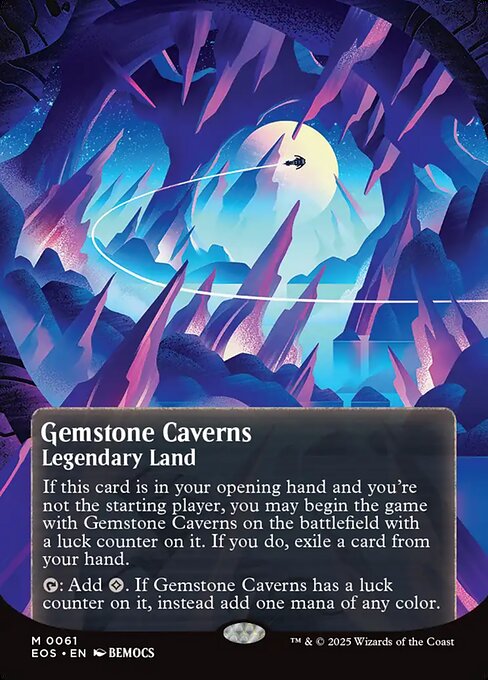 Gemstone Caverns
Legendary Land
If this card is in your opening hand and you're
not the starting player, you may begin the game
with Gemstone Caverns on the battlefield with
a luck counter on it. If you do, exile a card from
your hand.
: Add . If Gemstone Caverns has a luck
counter on it, instead add one mana of any color.
M 0061
EOS • EN BEMOCS
™ & © 2025 Wizards of the Coast